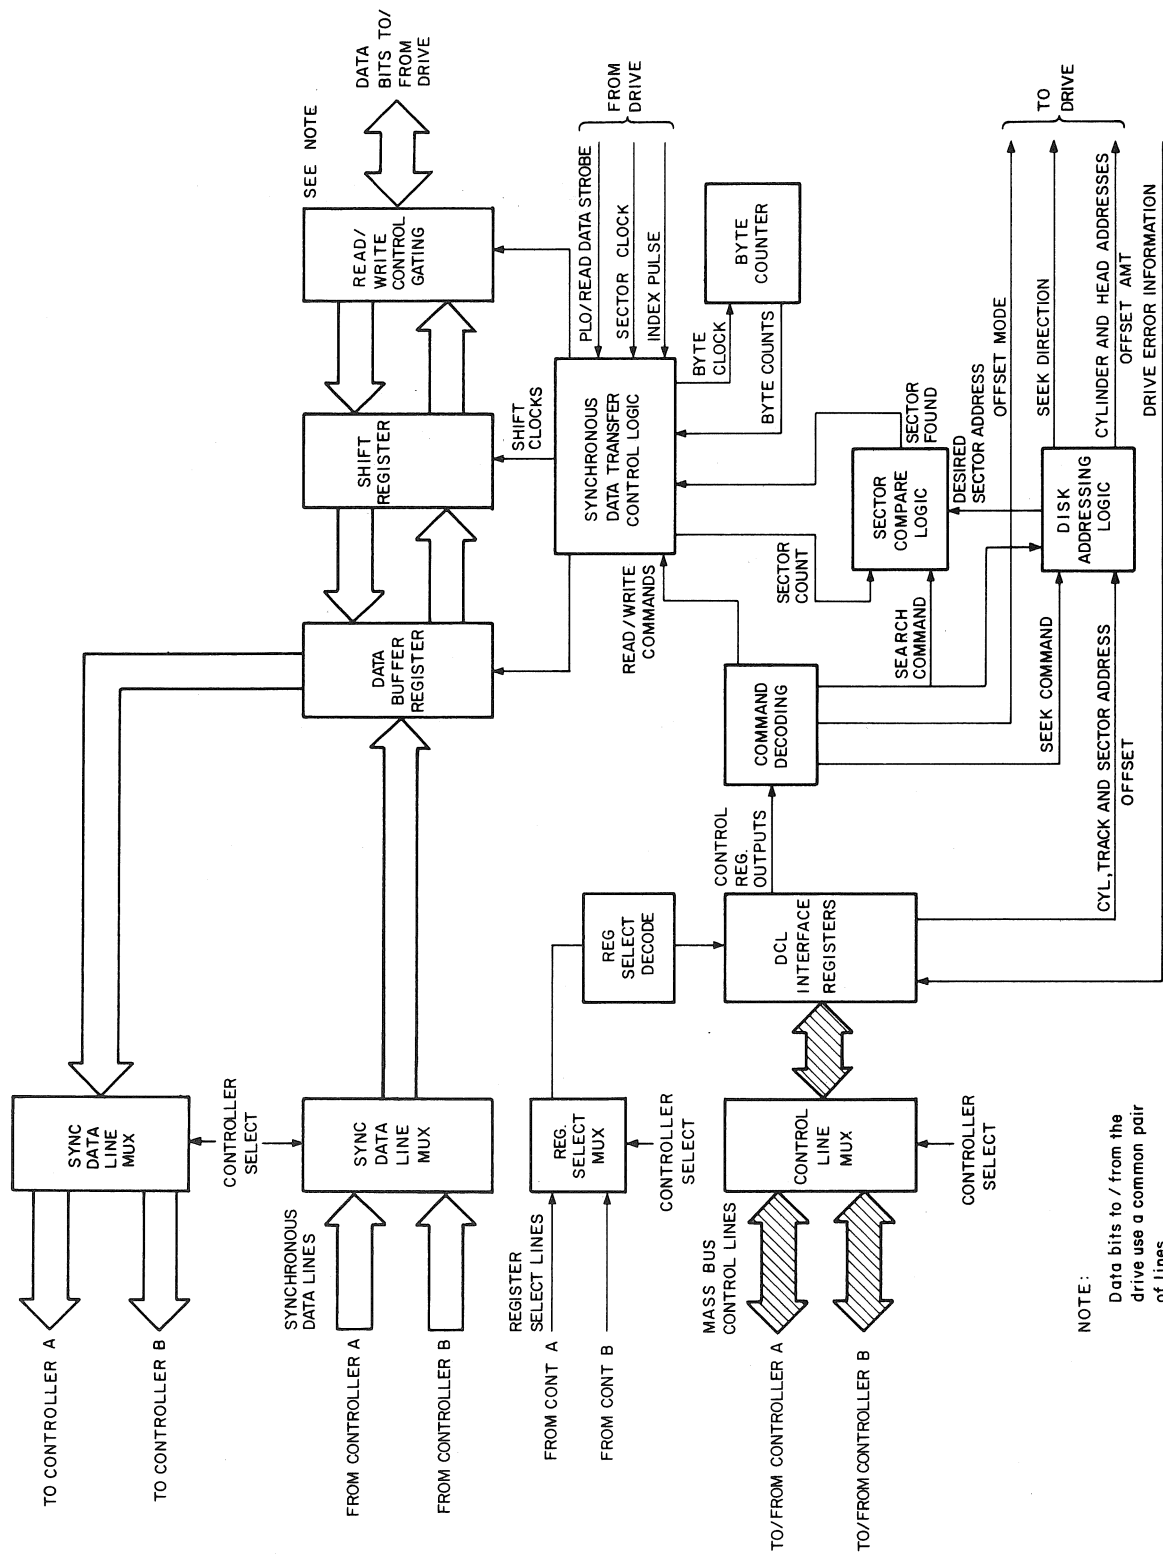 TO CONTROLLER A
TO CONTROLLER B
SYNC
DATA
LINE
MUX
CONTROLLER
SELECT
SYNCHRONOUS
DATA LINES
FROM CONTROLLER A
FROM CONTROLLER B
SYNC
DATA
LINE
MUX
DATA
BUFFER
REGISTER
SHIFT
REGISTER
READ/
WRITE
CONTROL
GATING
SEE NOTE
DATA
BITS TO/
FROM
DRIVE
REGISTER
SELECT LINES
FROM CONT A
FROM CONT B
REG.
SELECT
MUX
CONTROLLER
SELECT
REG
SELECT
DECODE
READ/WRITE
COMMANDS
SHIFT
CLOCKS
SYNCHRONOUS
DATA TRANSFER
CONTROL LOGIC
PLO/READ DATA STROBE
SECTOR CLOCK
INDEX PULSE
FROM
DRIVE
BYTE
CLOCK
BYTE COUNTS
BYTE
COUNTER
MASS BUS
CONTROL LINES
TO/FROM CONTROLLER A
TO/FROM CONTROLLER B
CONTROL
LINE
MUX
CONTROLLER
SELECT
DCL
INTERFACE
REGISTERS
CONTROL
REG.
OUTPUTS
COMMAND
DECODING
SECTOR
COUNT
SEARCH
COMMAND
SECTOR
COMPARE
LOGIC
SECTOR
FOUND
DESIRED
SECTOR ADDRESS
OFFSET MODE
SEEK COMMAND
CYL,TRACK AND SECTOR ADDRESS
OFFSET
DISK
ADDRESSING
LOGIC
SEEK DIRECTION
CYLINDER AND HEAD ADDRESSES
OFFSET AMT
DRIVE ERROR INFORMATION
TO
DRIVE
NOTE:
Data bits to / from the
drive use a common pair
of lines